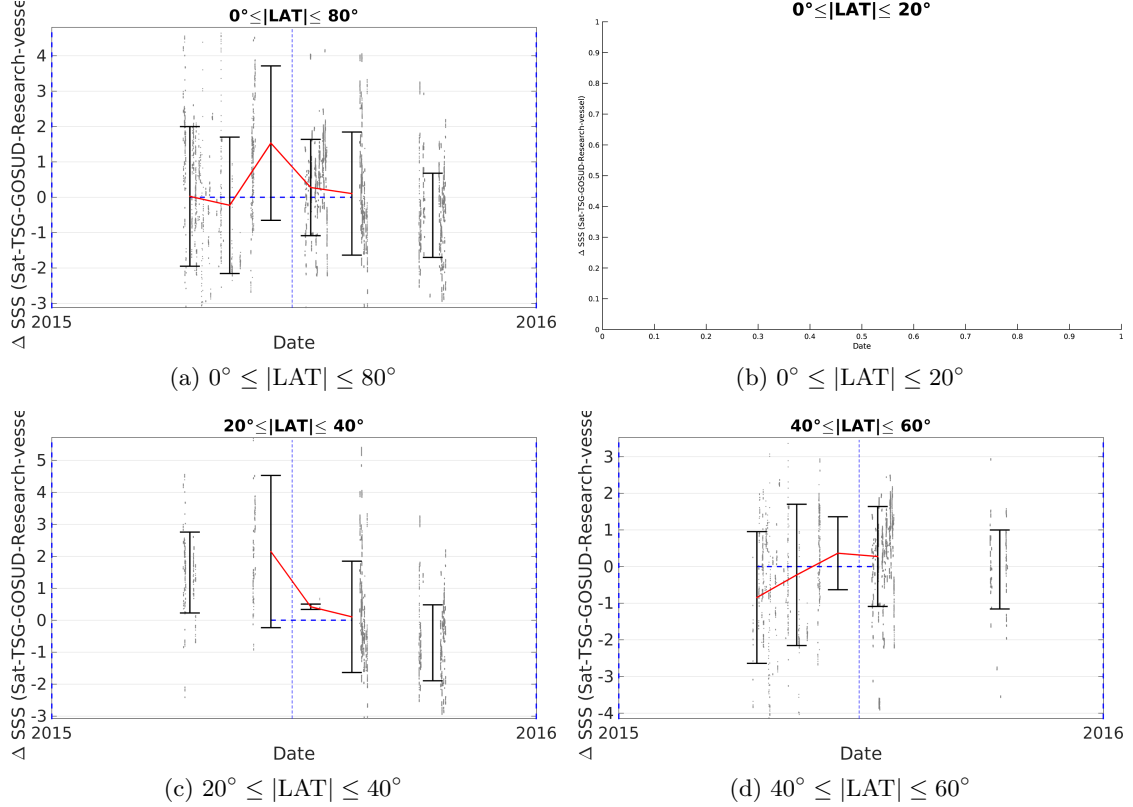 0°≤|LAT|≤ 80°
Δ SSS (Sat-TSG-GOSUD-Research-vesse
4
3
2
1
0
-1
-2
-3
2015
2016
Date
(a) 0° ≤ |LAT| ≤ 80°
0°≤|LAT|≤ 20°
Δ SSS (Sat-TSG-GOSUD-Research-vessel)
1
0.9
0.8
0.7
0.6
0.5
0.4
0.3
0.2
0.1
0
0 0.1 0.2 0.3 0.4 0.5 0.6 0.7 0.8 0.9 1
Date
(b) 0° ≤ |LAT| ≤ 20°
20°≤|LAT|≤ 40°
Δ SSS (Sat-TSG-GOSUD-Research-vesse
5
4
3
2
1
0
-1
-2
-3
2015
2016
Date
(c) 20° ≤ |LAT| ≤ 40°
40°≤|LAT|≤ 60°
Δ SSS (Sat-TSG-GOSUD-Research-vesse
3
2
1
0
-1
-2
-3
-4
2015
2016
Date
(d) 40° ≤ |LAT| ≤ 60°